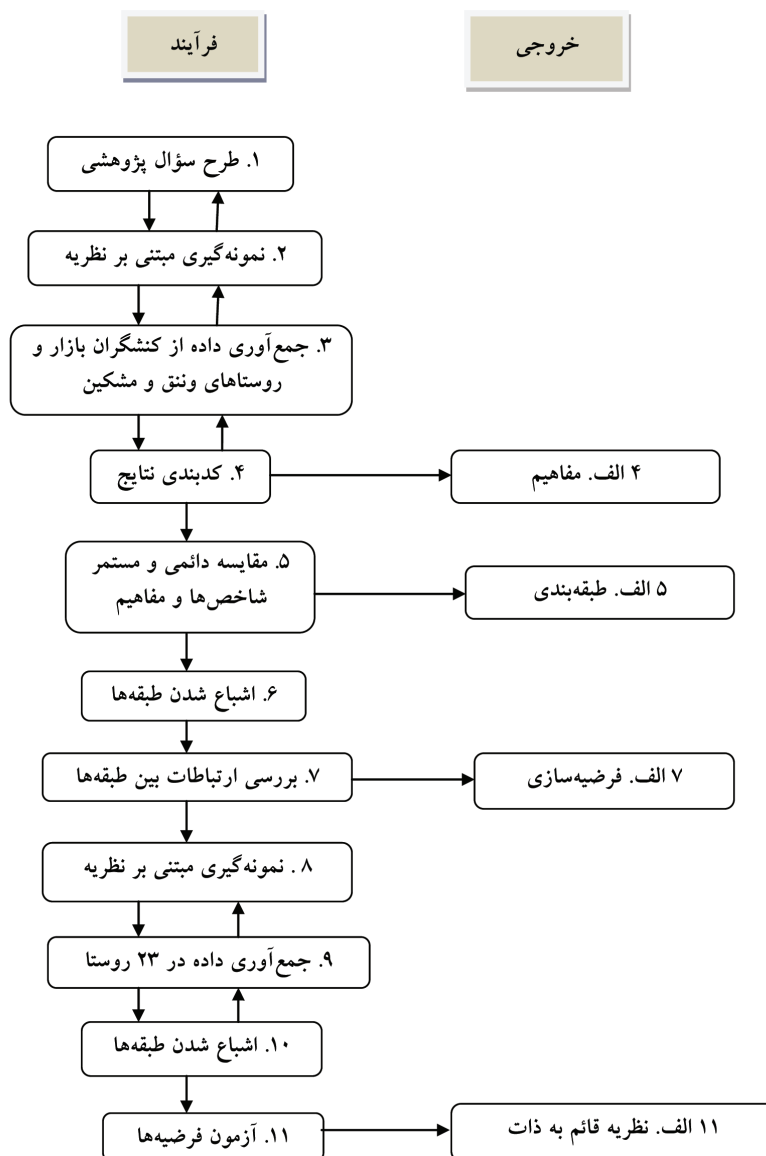 فرآیند
خروجی
۱. طرح سؤال پژوهشی
۲. نمونه‌گیری مبتنی بر نظریه
۳. جمع‌آوری داده از کنشگران بازار و
روستاهای وننق و مشکین
۴. کدبندی نتایج
۴ الف. مفاهیم
۵. مقایسه دائمی و مستمر
شاخص‌ها و مفاهیم
۵ الف. طبقه‌بندی
۶. اشباع شدن طبقه‌ها
۷. بررسی ارتباطات بین طبقه‌ها
۷ الف. فرضیه‌سازی
۸ . نمونه‌گیری مبتنی بر نظریه
۹. جمع‌آوری داده در ۲۳ روستا
۱۰. اشباع شدن طبقه‌ها
۱۱. آزمون فرضیه‌ها
۱۱ الف. نظریه قائم به ذات